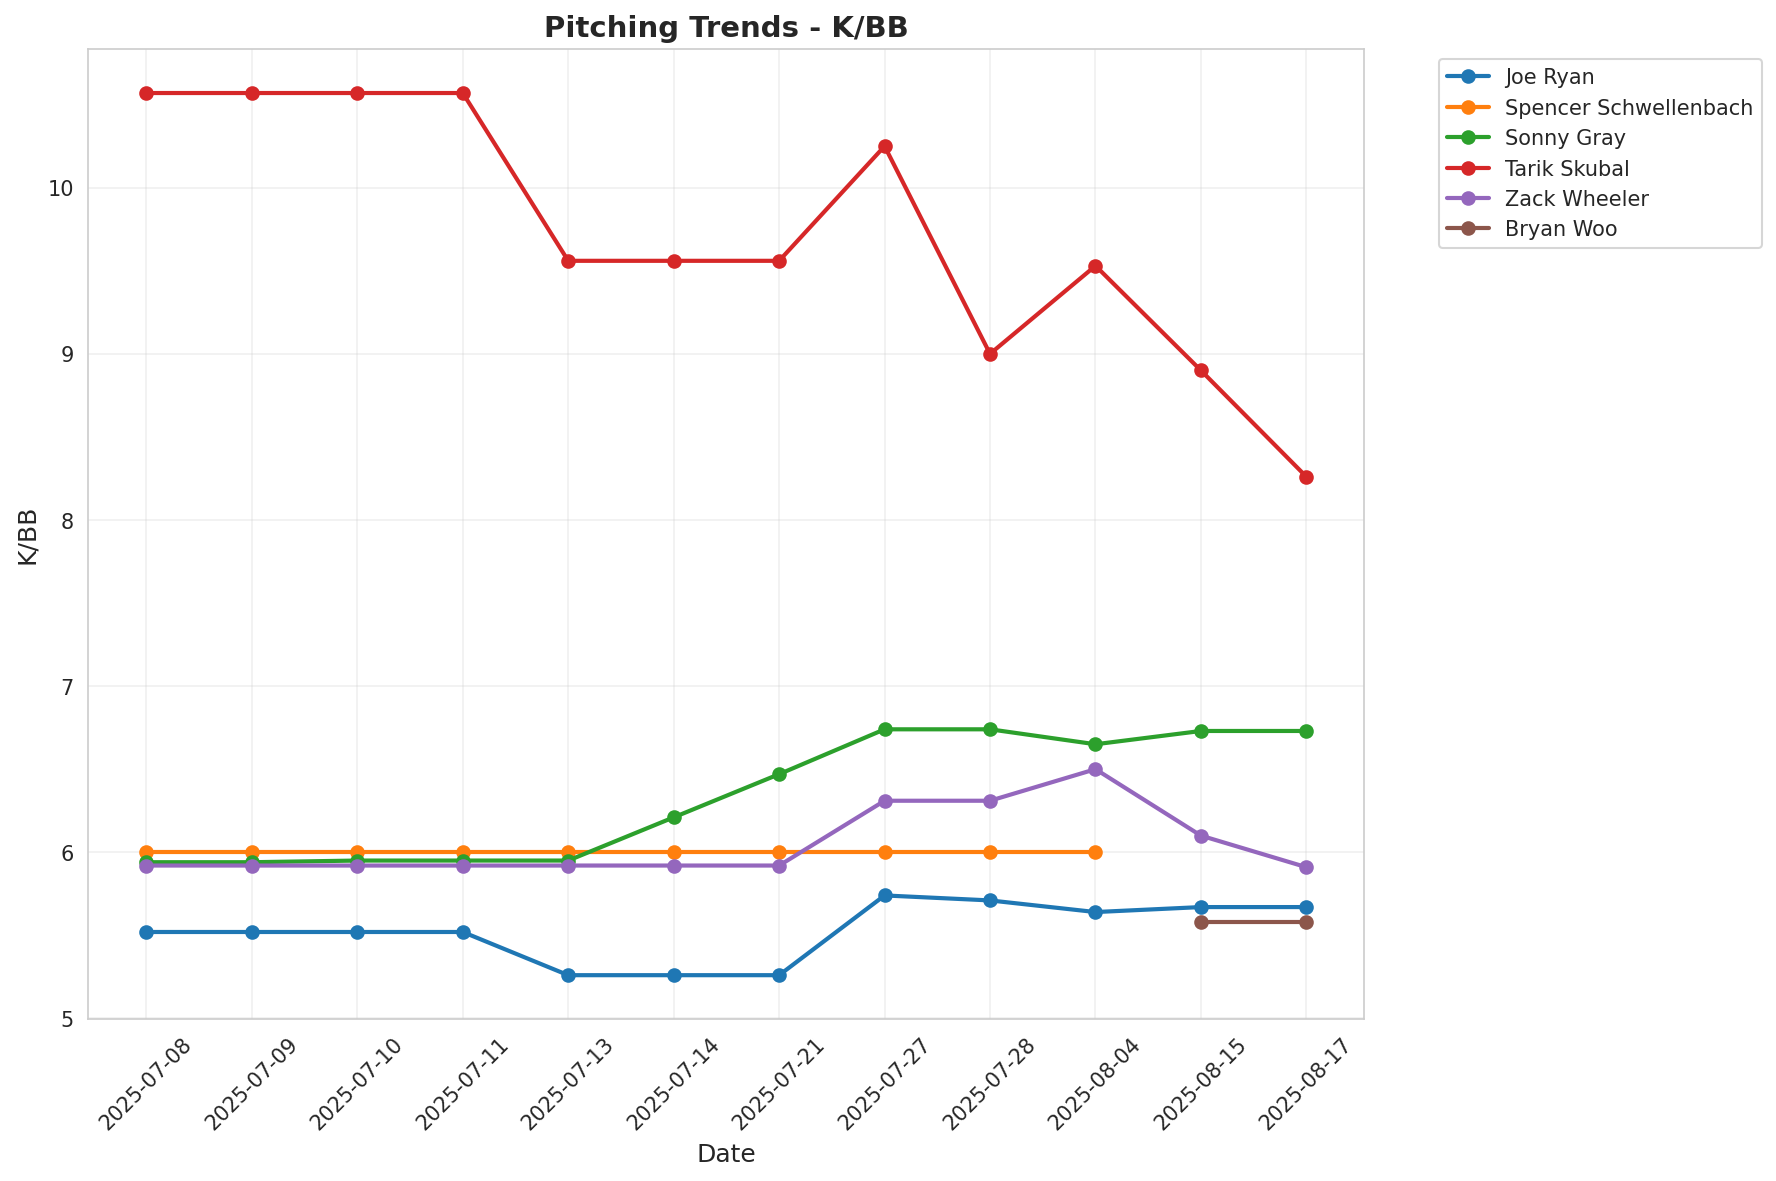 Pitching Trends - K/BB
Joe Ryan
Spencer Schwellenbach
Sonny Gray
Tarik Skubal
Zack Wheeler
Bryan Woo
K/BB
10
9
8
7
6
5
2025-07-08
2025-07-09
2025-07-10
2025-07-11
2025-07-13
2025-07-14
2025-07-21
2025-07-27
2025-07-28
2025-08-04
2025-08-15
2025-08-17
Date